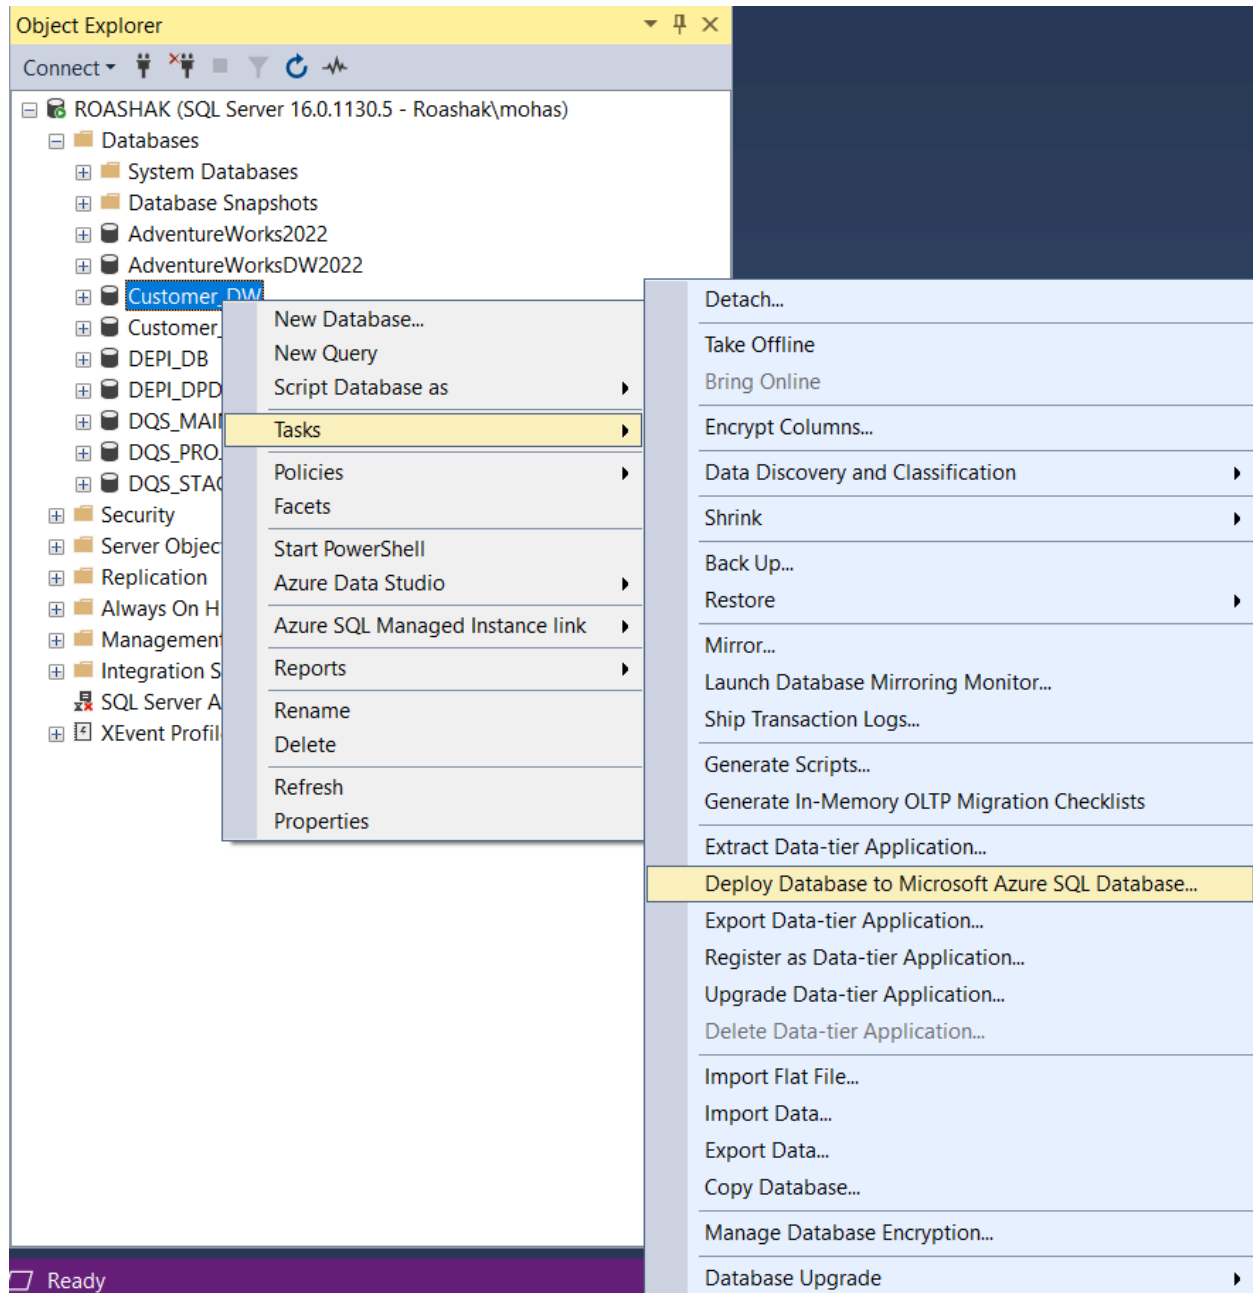 Object Explorer
Connect
ROASHAK (SQL Server 16.0.1130.5 - Roashak\mohas)
Databases
System Databases
Database Snapshots
AdventureWorks2022
AdventureWorksDW2022
Customer_DW
Customer_
DEPI_DB
DEPI_DPD
DQS_MAI
DQS_PRO
DQS_STA
Security
Server Objec
Replication
Always On H
Management
Integration S
SQL Server A
XEvent Profil
New Database...
New Query
Script Database as
Tasks
Policies
Facets
Start PowerShell
Azure Data Studio
Azure SQL Managed Instance link
Reports
Rename
Delete
Refresh
Properties
Detach...
Take Offline
Bring Online
Encrypt Columns...
Data Discovery and Classification
Shrink
Back Up...
Restore
Mirror...
Launch Database Mirroring Monitor...
Ship Transaction Logs...
Generate Scripts...
Generate In-Memory OLTP Migration Checklists
Extract Data-tier Application...
Deploy Database to Microsoft Azure SQL Database...
Export Data-tier Application...
Register as Data-tier Application...
Upgrade Data-tier Application...
Delete Data-tier Application...
Import Flat File...
Import Data...
Export Data...
Copy Database...
Manage Database Encryption...
Database Upgrade
Ready